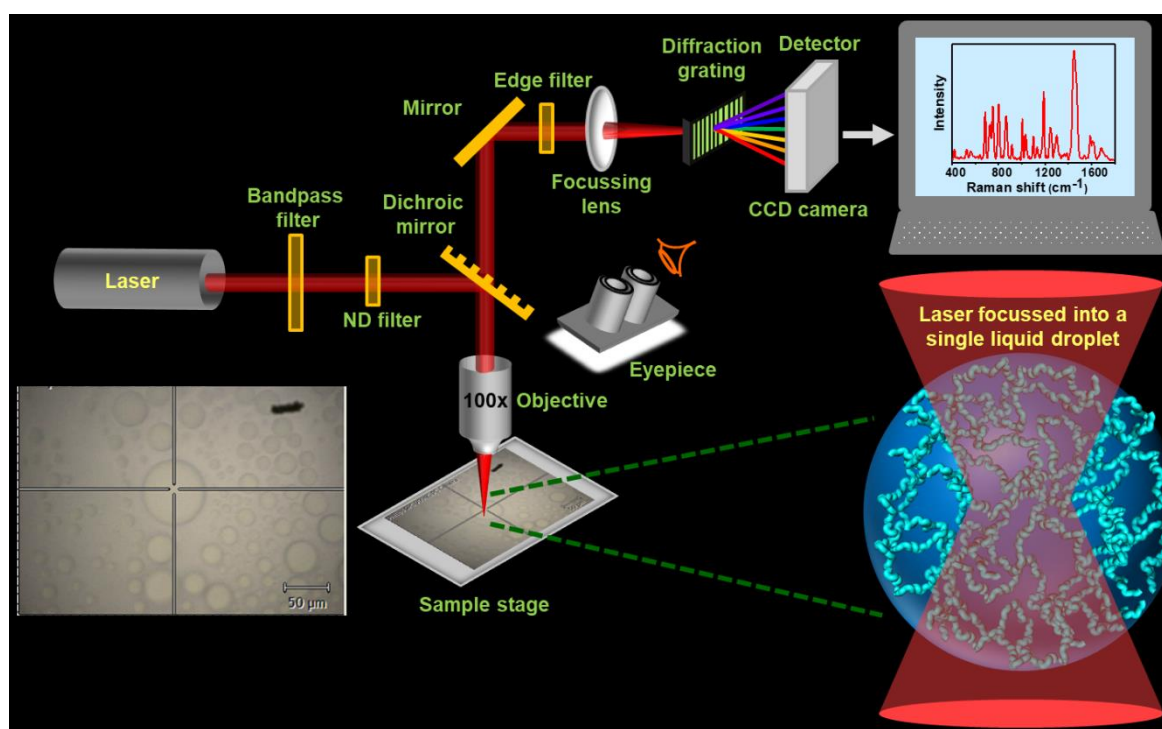 Diffraction
grating
Detector
Edge filter
Mirror
Focussing
lens
CCD camera
Intensity
400
800
1200
1600
Raman shift (cm-1)
Bandpass
filter
Dichroic
mirror
Laser
ND filter
Eyepiece
100x Objective
Sample stage
50 µm
Laser focussed into a
single liquid droplet